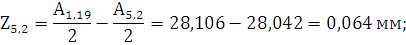 Z₅,₂ = A₁,₁₉/2 − A₅,₂/2 = 28,106 − 28,042 = 0,064 мм;